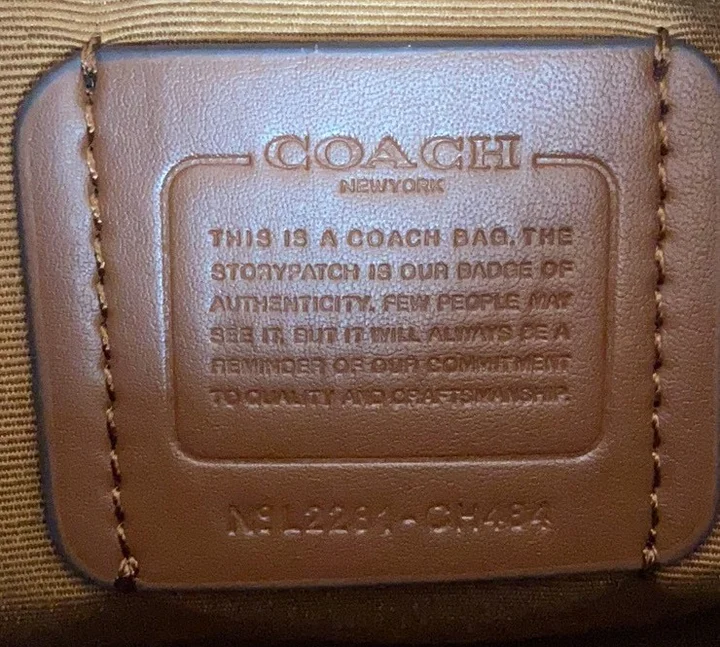 COACH
NEW YORK
THIS IS A COACH BAG. THE
STORYPATCH IS OUR BADGE OF
AUTHENTICITY. FEW PEOPLE MAY
SEE IT, BUT IT WILL ALWAYS BE A
REMINDER OF OUR COMMITMENT
TO QUALITY AND CRAFTSMANSHIP.